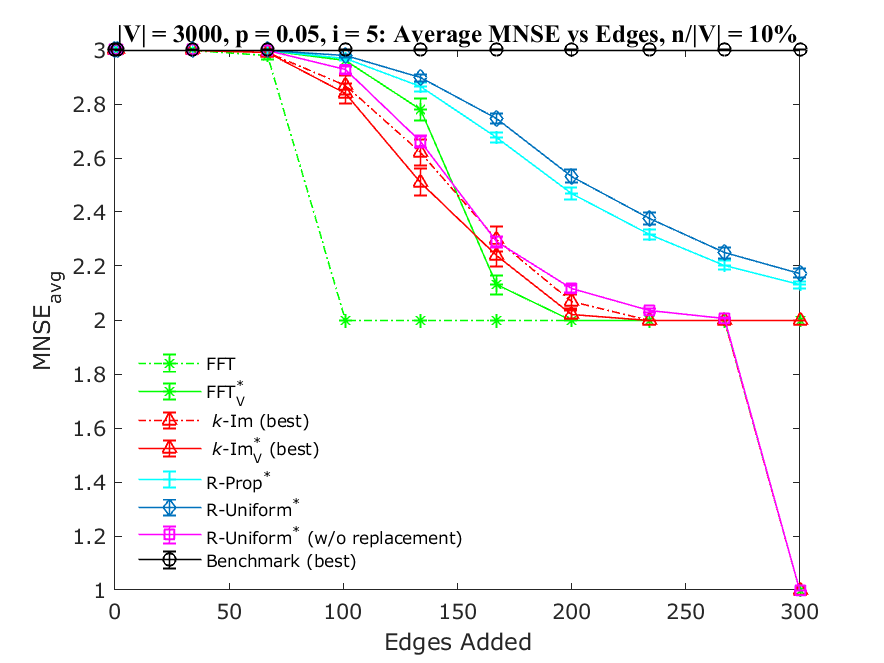 |V| = 3000, p = 0.05, i = 5: Average MNSE vs Edges, n/|V| = 10%
3
2.8
2.6
2.4
2.2
2
1.8
1.6
1.4
1.2
1
MNSE_avg
FFT
FFT*_V
k-Im (best)
k-Im*_V (best)
R-Prop*
R-Uniform*
R-Uniform* (w/o replacement)
Benchmark (best)
0 50 100 150 200 250 300
Edges Added